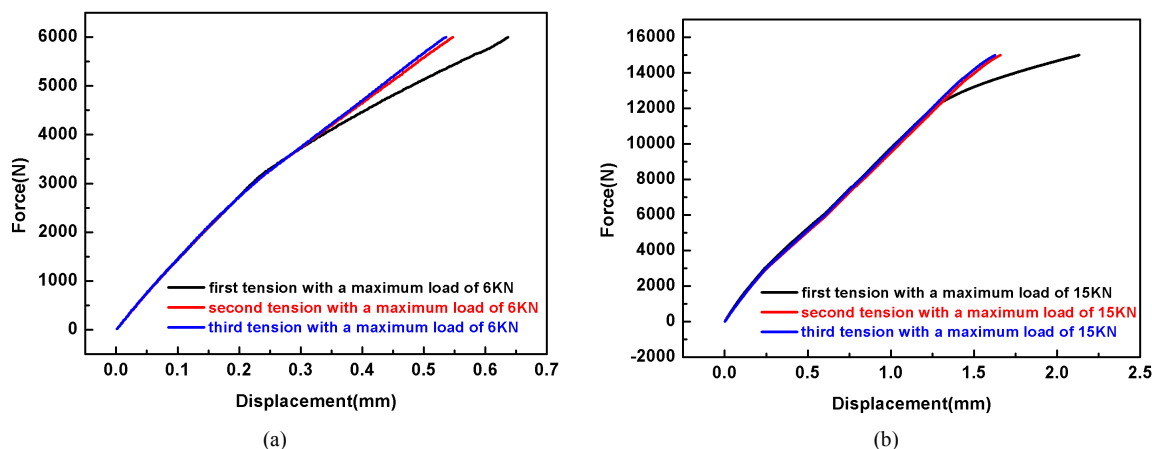 6000
5000
4000
3000
2000
1000
0
Force(N)
first tension with a maximum load of 6KN
second tension with a maximum load of 6KN
third tension with a maximum load of 6KN
0.0 0.1 0.2 0.3 0.4 0.5 0.6 0.7
Displacement(mm)
(a)
16000
14000
12000
10000
8000
6000
4000
2000
0
-2000
Force(N)
first tension with a maximum load of 15KN
second tension with a maximum load of 15KN
third tension with a maximum load of 15KN
0.0 0.5 1.0 1.5 2.0 2.5
Displacement(mm)
(b)